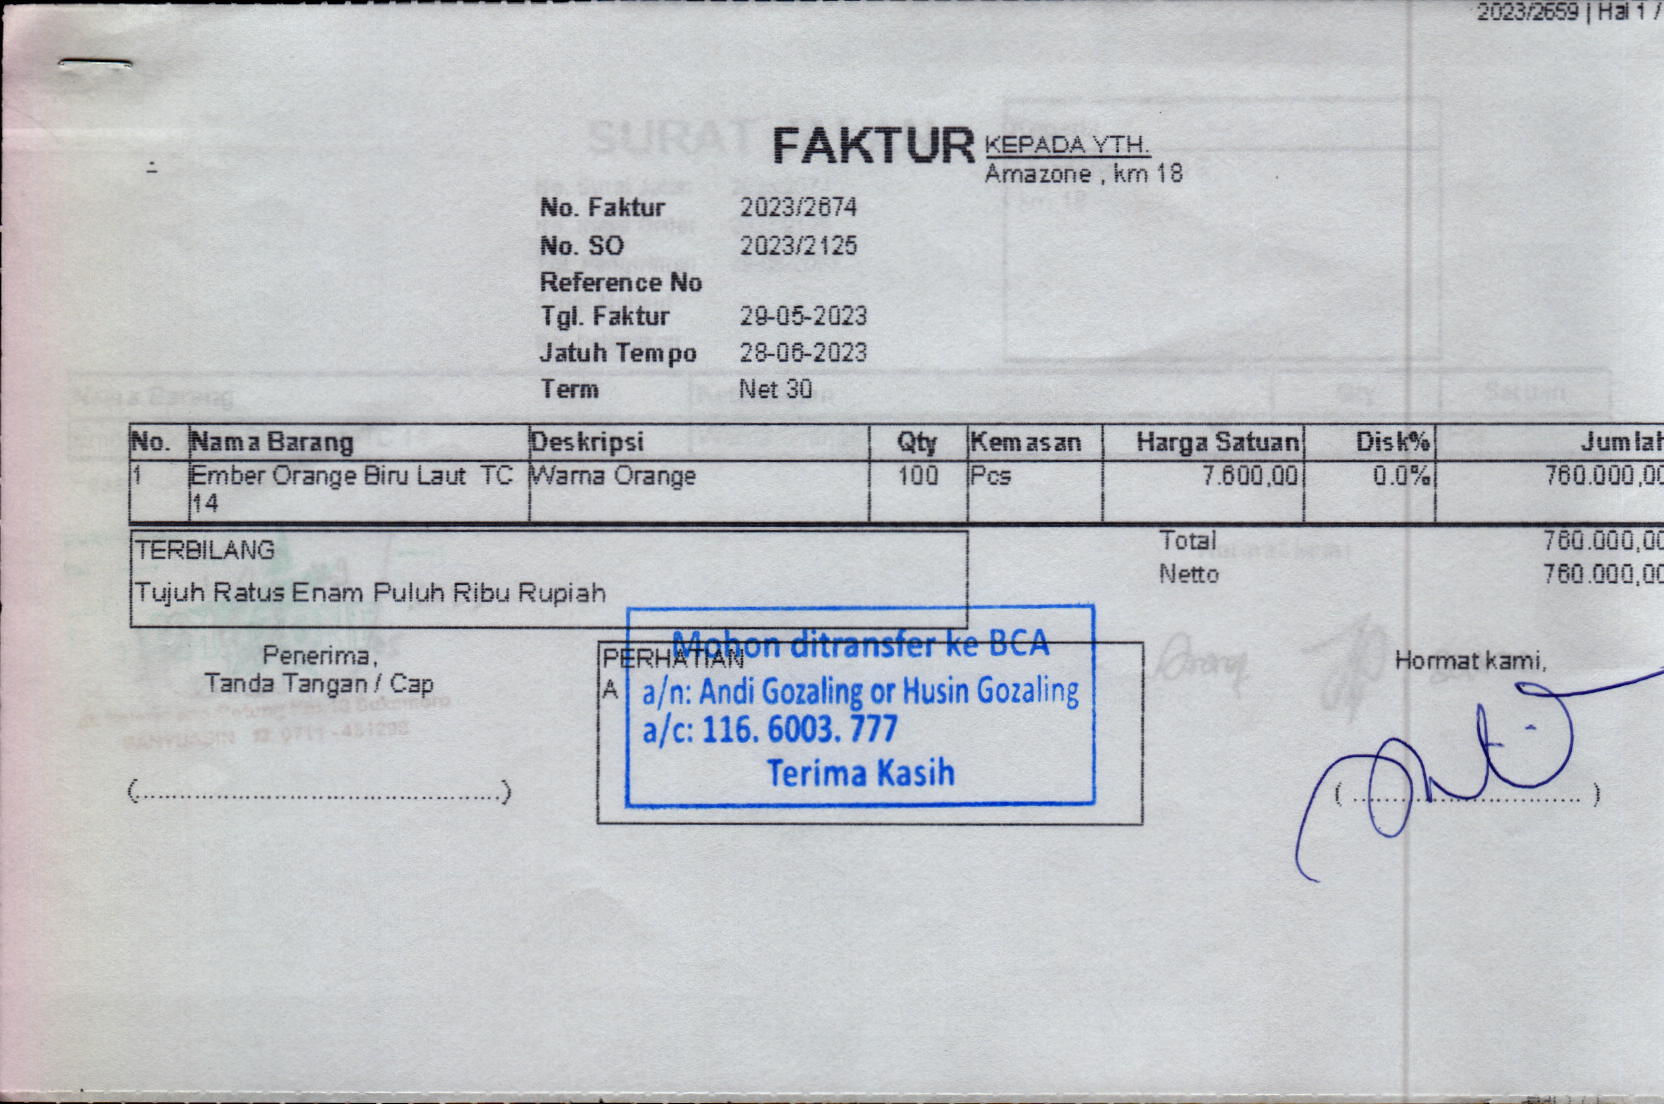 2023/2659 | Hal 1 /
FAKTUR
KEPADA YTH.
Amazone , km 18
No. Faktur 2023/2674
No. SO 2023/2125
Reference No
Tgl. Faktur 29-05-2023
Jatuh Tempo 28-06-2023
Term Net 30
No. Nama Barang Deskripsi Qty Kemasan Harga Satuan Disk% Jumlah
1 Ember Orange Biru Laut TC 14 Warna Orange 100 Pcs 7.600,00 0.0% 760.000,00
TERBILANG
Tujuh Ratus Enam Puluh Ribu Rupiah
Total 760.000,00
Netto 760.000,00
Penerima,
Tanda Tangan / Cap
(......................................................)
PERHATIAN
A
Mohon ditransfer ke BCA
a/n: Andi Gozaling or Husin Gozaling
a/c: 116. 6003. 777
Terima Kasih
Hormat kami,
( .................................. )